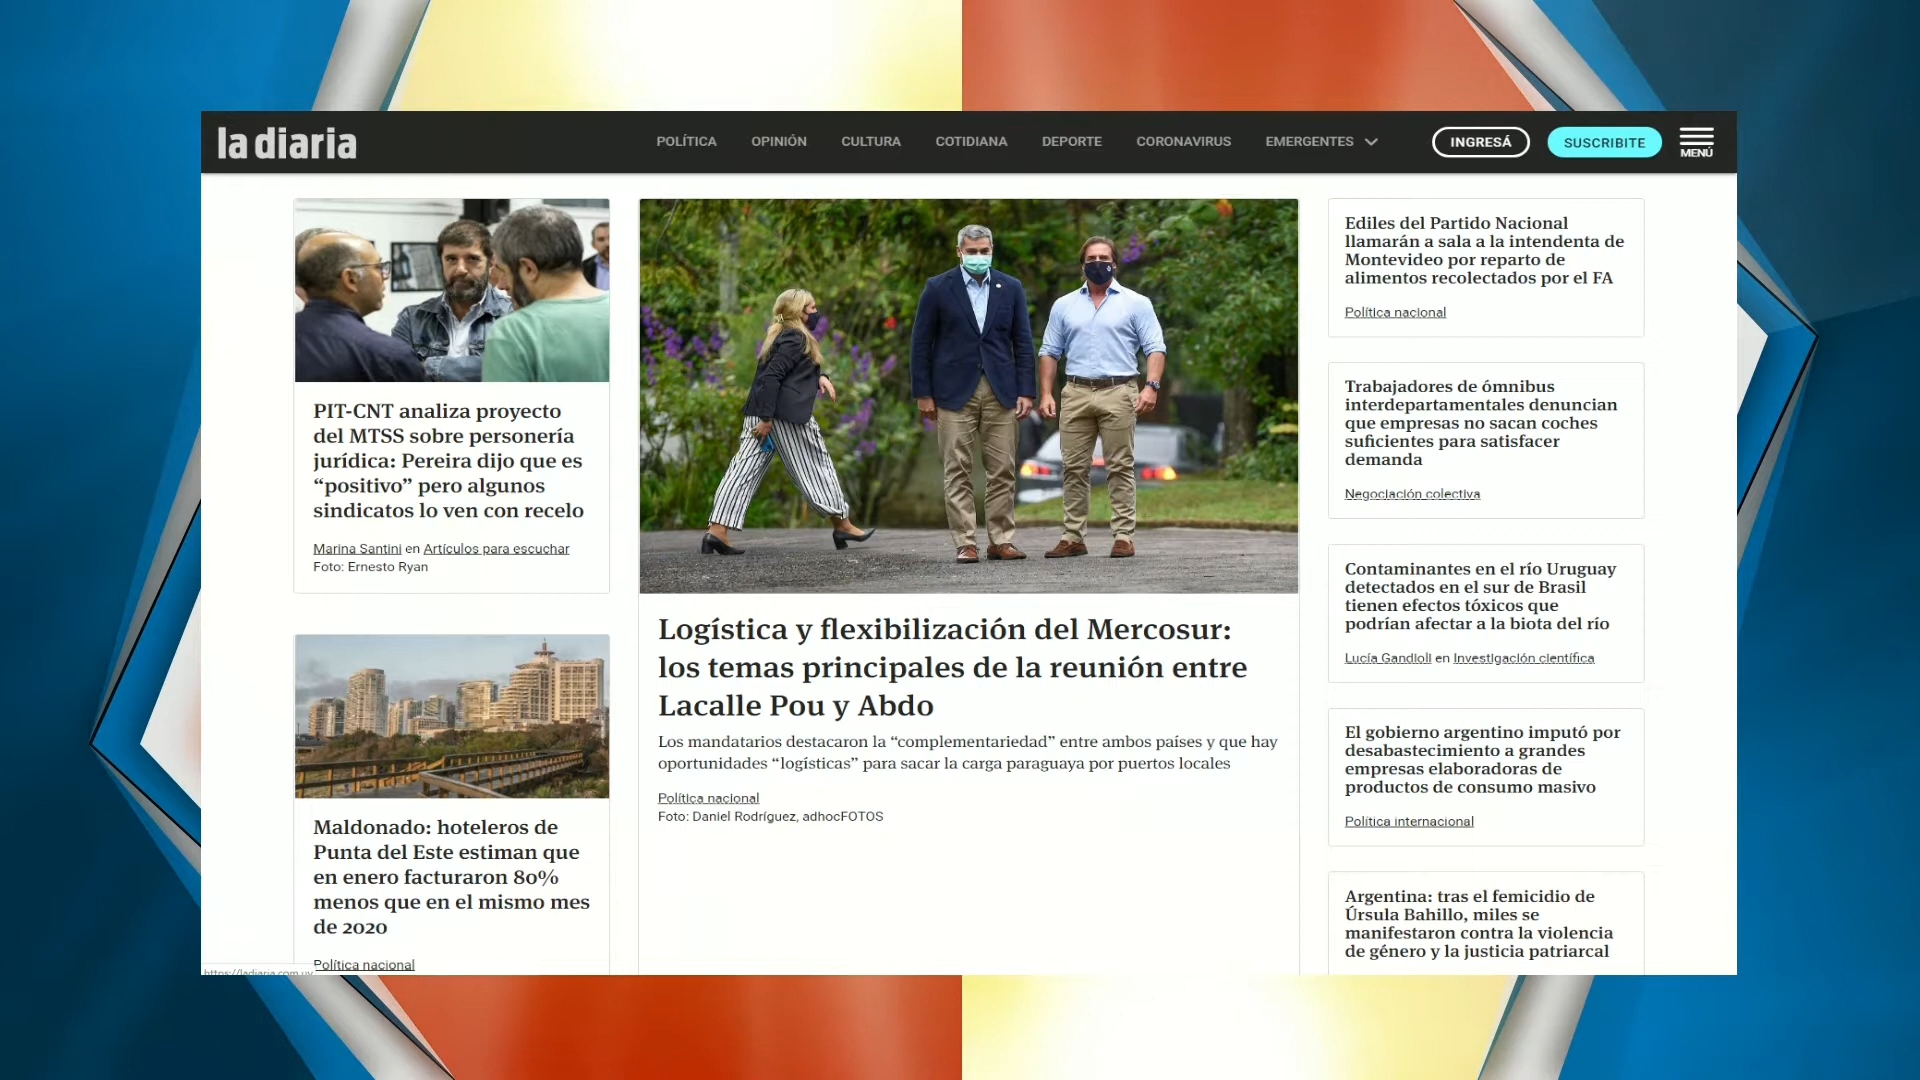 la diaria
POLÍTICA OPINIÓN CULTURA COTIDIANA DEPORTE CORONAVIRUS EMERGENTES INGRESÁ SUSCRIBITE MENÚ
PIT-CNT analiza proyecto
del MTSS sobre personería
jurídica: Pereira dijo que es
“positivo” pero algunos
sindicatos lo ven con recelo
Marina Santini en Artículos para escuchar
Foto: Ernesto Ryan
Maldonado: hoteleros de
Punta del Este estiman que
en enero facturaron 80%
menos que en el mismo mes
de 2020
Política nacional
https://ladiaria.com.uy
Logística y flexibilización del Mercosur:
los temas principales de la reunión entre
Lacalle Pou y Abdo
Los mandatarios destacaron la “complementariedad” entre ambos países y que hay
oportunidades “logísticas” para sacar la carga paraguaya por puertos locales
Política nacional
Foto: Daniel Rodríguez, adhocFOTOS
Ediles del Partido Nacional
llamarán a sala a la intendenta de
Montevideo por reparto de
alimentos recolectados por el FA
Política nacional
Trabajadores de ómnibus
interdepartamentales denuncian
que empresas no sacan coches
suficientes para satisfacer
demanda
Negociación colectiva
Contaminantes en el río Uruguay
detectados en el sur de Brasil
tienen efectos tóxicos que
podrían afectar a la biota del río
Lucía Gandioli en Investigación científica
El gobierno argentino imputó por
desabastecimiento a grandes
empresas elaboradoras de
productos de consumo masivo
Política internacional
Argentina: tras el femicidio de
Úrsula Bahillo, miles se
manifestaron contra la violencia
de género y la justicia patriarcal